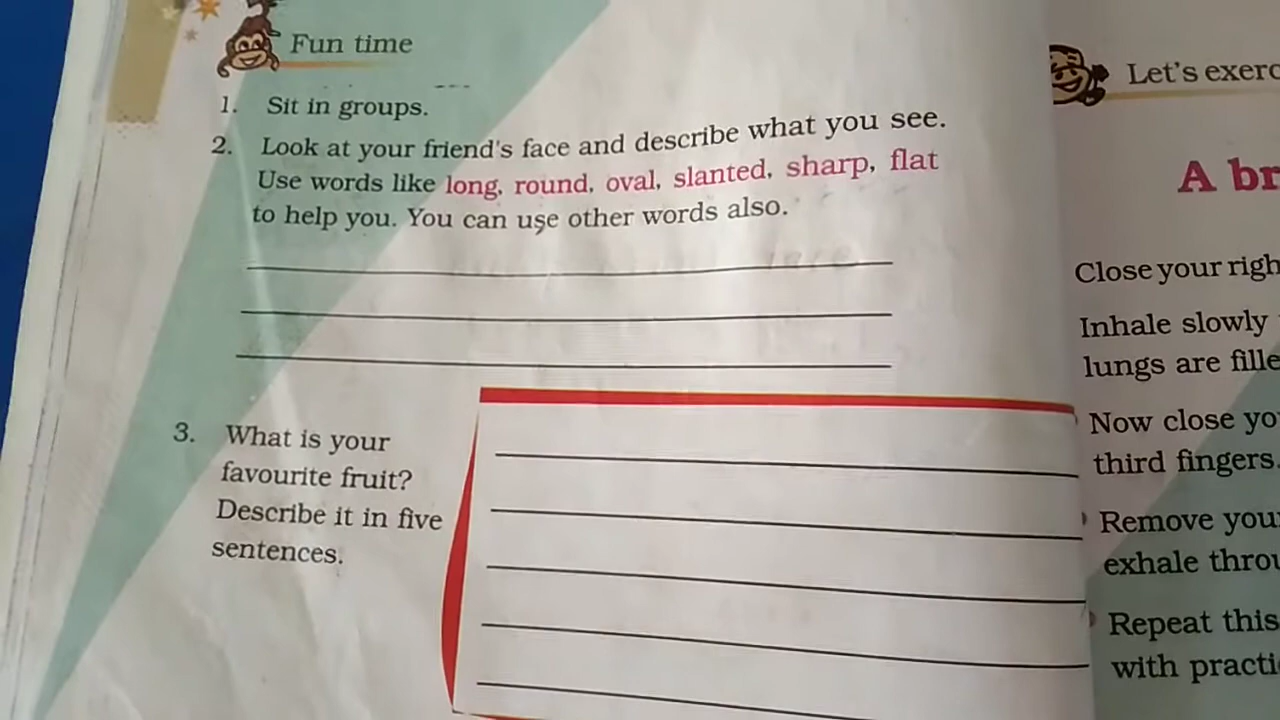 Fun time
1. Sit in groups.
2. Look at your friend's face and describe what you see.
Use words like long, round, oval, slanted, sharp, flat
to help you. You can use other words also.
3. What is your
favourite fruit?
Describe it in five
sentences.
Let's exerc
A br
Close your righ
Inhale slowly
lungs are fille
Now close yo
third fingers.
Remove your
exhale throu
Repeat this
with practi